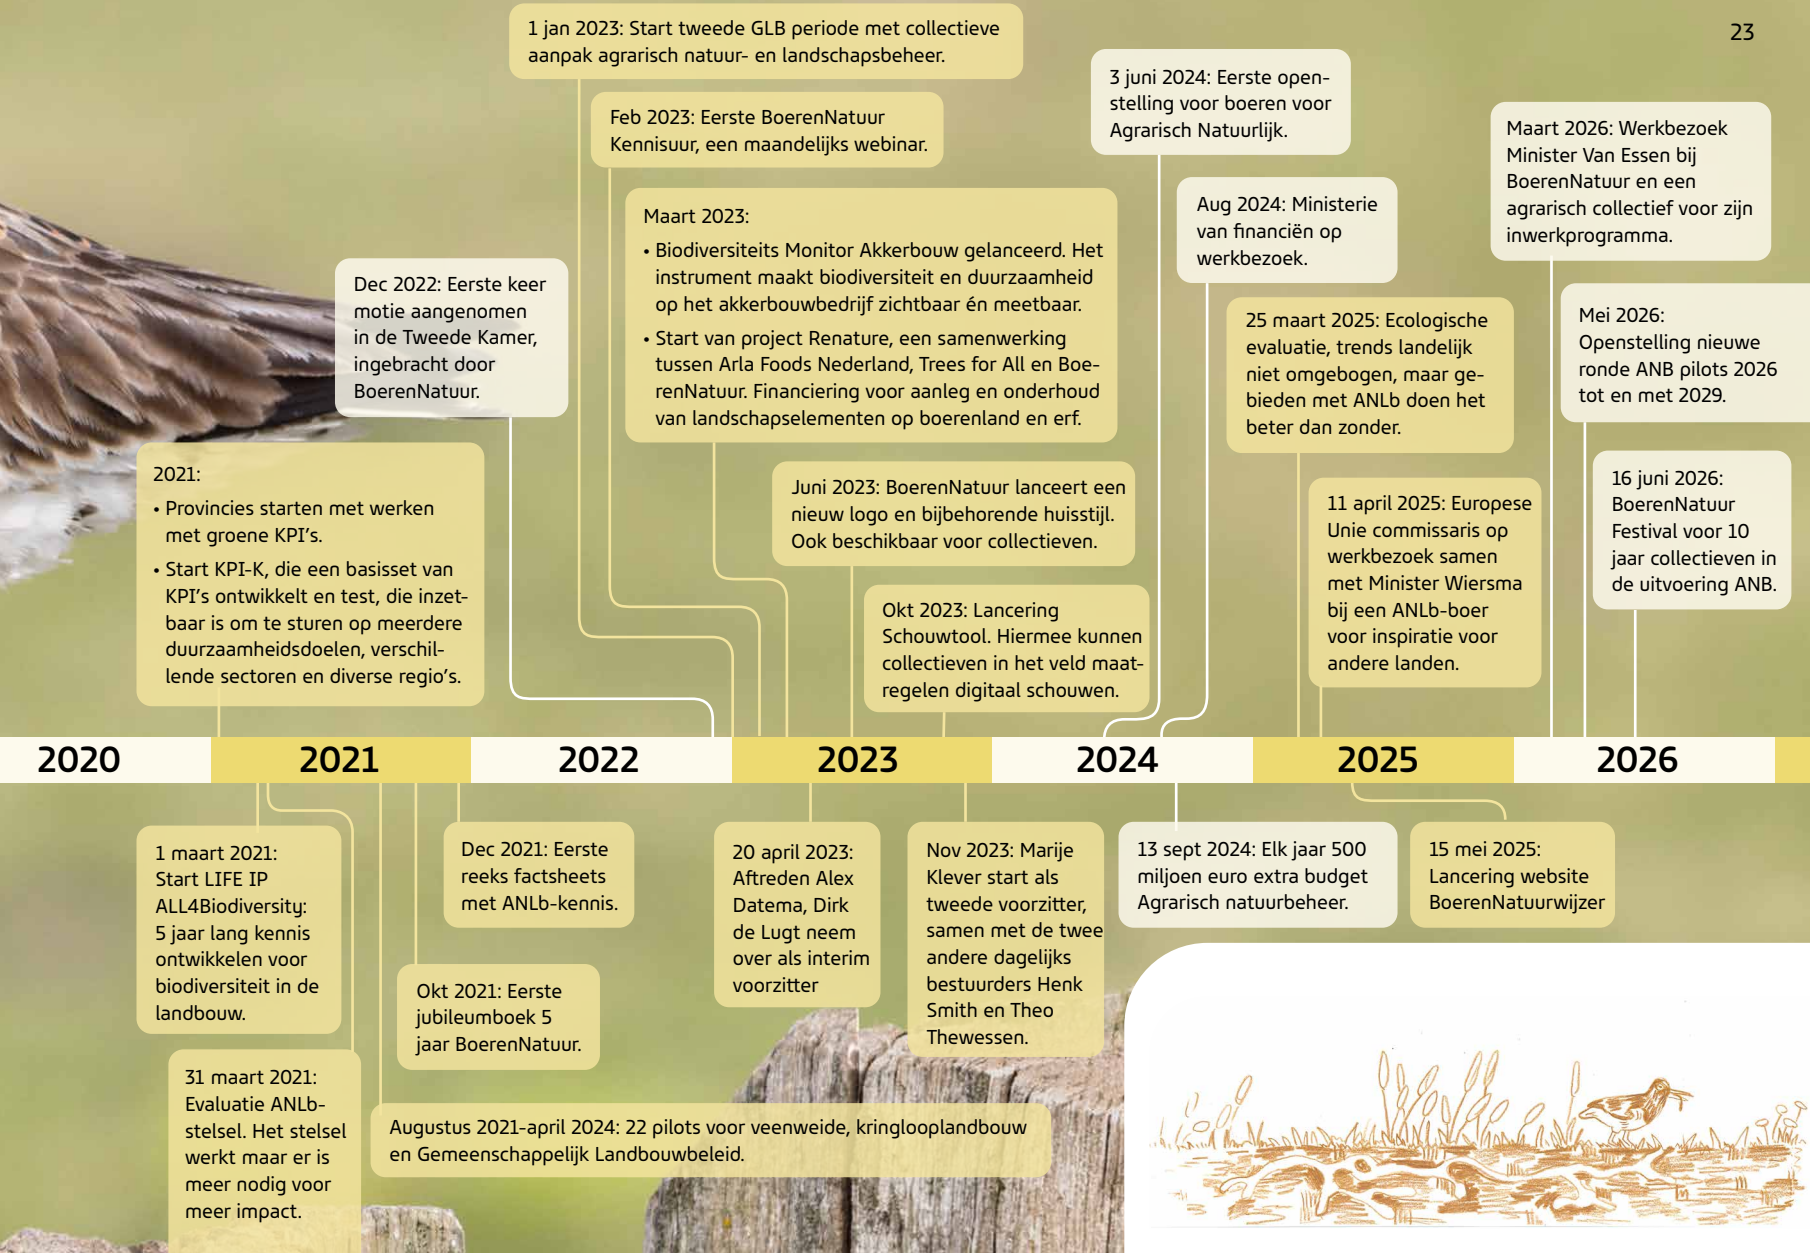 23
1 jan 2023: Start tweede GLB periode met collectieve
aanpak agrarisch natuur- en landschapsbeheer.
Feb 2023: Eerste BoerenNatuur
Kennisuur, een maandelijks webinar.
3 juni 2024: Eerste open-
stelling voor boeren voor
Agrarisch Natuurlijk.
Maart 2026: Werkbezoek
Minister Van Essen bij
BoerenNatuur en een
agrarisch collectief voor zijn
inwerkprogramma.
Maart 2023:
• Biodiversiteits Monitor Akkerbouw gelanceerd. Het
instrument maakt biodiversiteit en duurzaamheid
op het akkerbouwbedrijf zichtbaar én meetbaar.
• Start van project Renature, een samenwerking
tussen Arla Foods Nederland, Trees for All en Boe-
renNatuur. Financiering voor aanleg en onderhoud
van landschapselementen op boerenland en erf.
Aug 2024: Ministerie
van financiën op
werkbezoek.
Dec 2022: Eerste keer
motie aangenomen
in de Tweede Kamer,
ingebracht door
BoerenNatuur.
25 maart 2025: Ecologische
evaluatie, trends landelijk
niet omgebogen, maar ge-
bieden met ANLb doen het
beter dan zonder.
Mei 2026:
Openstelling nieuwe
ronde ANB pilots 2026
tot en met 2029.
2021:
• Provincies starten met werken
met groene KPI's.
• Start KPI-K, die een basisset van
KPI's ontwikkelt en test, die inzet-
baar is om te sturen op meerdere
duurzaamheidsdoelen, verschil-
lende sectoren en diverse regio's.
Juni 2023: BoerenNatuur lanceert een
nieuw logo en bijbehorende huisstijl.
Ook beschikbaar voor collectieven.
11 april 2025: Europese
Unie commissaris op
werkbezoek samen
met Minister Wiersma
bij een ANLb-boer
voor inspiratie voor
andere landen.
16 juni 2026:
BoerenNatuur
Festival voor 10
jaar collectieven in
de uitvoering ANB.
Okt 2023: Lancering
Schouwtool. Hiermee kunnen
collectieven in het veld maat-
regelen digitaal schouwen.
2020 2021 2022 2023 2024 2025 2026
1 maart 2021:
Start LIFE IP
ALL4Biodiversity:
5 jaar lang kennis
ontwikkelen voor
biodiversiteit in de
landbouw.
Dec 2021: Eerste
reeks factsheets
met ANLb-kennis.
20 april 2023:
Aftreden Alex
Datema, Dirk
de Lugt neem
over als interim
voorzitter
Nov 2023: Marije
Klever start als
tweede voorzitter,
samen met de twee
andere dagelijks
bestuurders Henk
Smith en Theo
Thewessen.
13 sept 2024: Elk jaar 500
miljoen euro extra budget
Agrarisch natuurbeheer.
15 mei 2025:
Lancering website
BoerenNatuurwijzer
Okt 2021: Eerste
jubileumboek 5
jaar BoerenNatuur.
31 maart 2021:
Evaluatie ANLb-
stelsel. Het stelsel
werkt maar er is
meer nodig voor
meer impact.
Augustus 2021-april 2024: 22 pilots voor veenweide, kringlooplandbouw
en Gemeenschappelijk Landbouwbeleid.